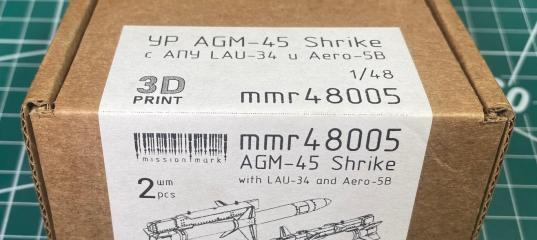 УР AGM-45 Shrike
с АПУ LAU-34 и Aero-5B
3D
PRINT
1/48
mmr48005
missionmark
mmr48005
AGM-45 Shrike
with LAU-34 and Aero-5B
2 шт
pcs